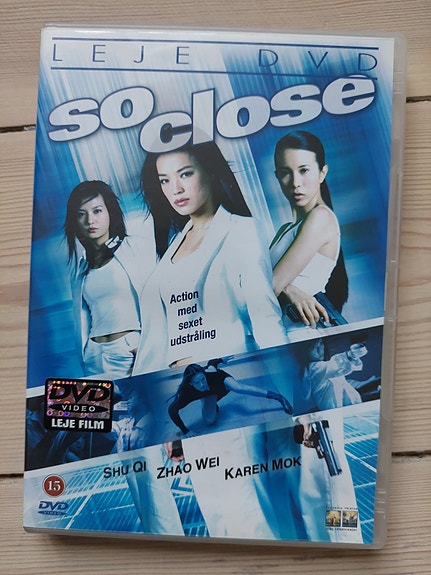 LEJE DVD
so close
Action
med
sexet
udstråling
DVD
VIDEO
LEJE FILM
SHU QI ZHAO WEI KAREN MOK
15
DVD
VIDEO